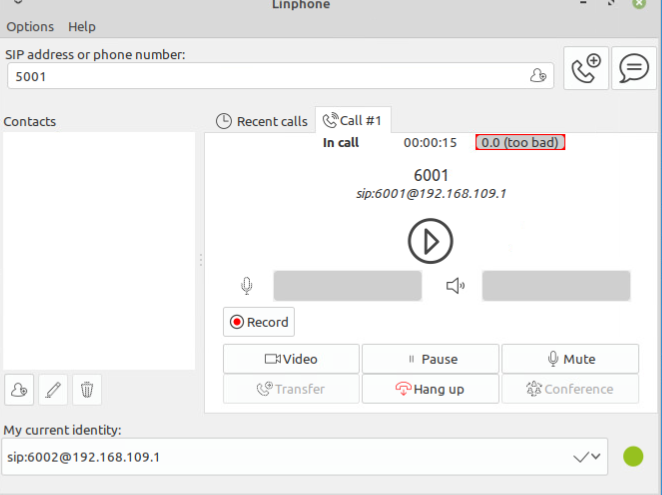 Linphone
Options Help
SIP address or phone number:
5001
Contacts
Recent calls Call #1
In call 00:00:15 0.0 (too bad)
6001
sip:6001@192.168.109.1
Record
Video Pause Mute
Transfer Hang up Conference
My current identity:
sip:6002@192.168.109.1